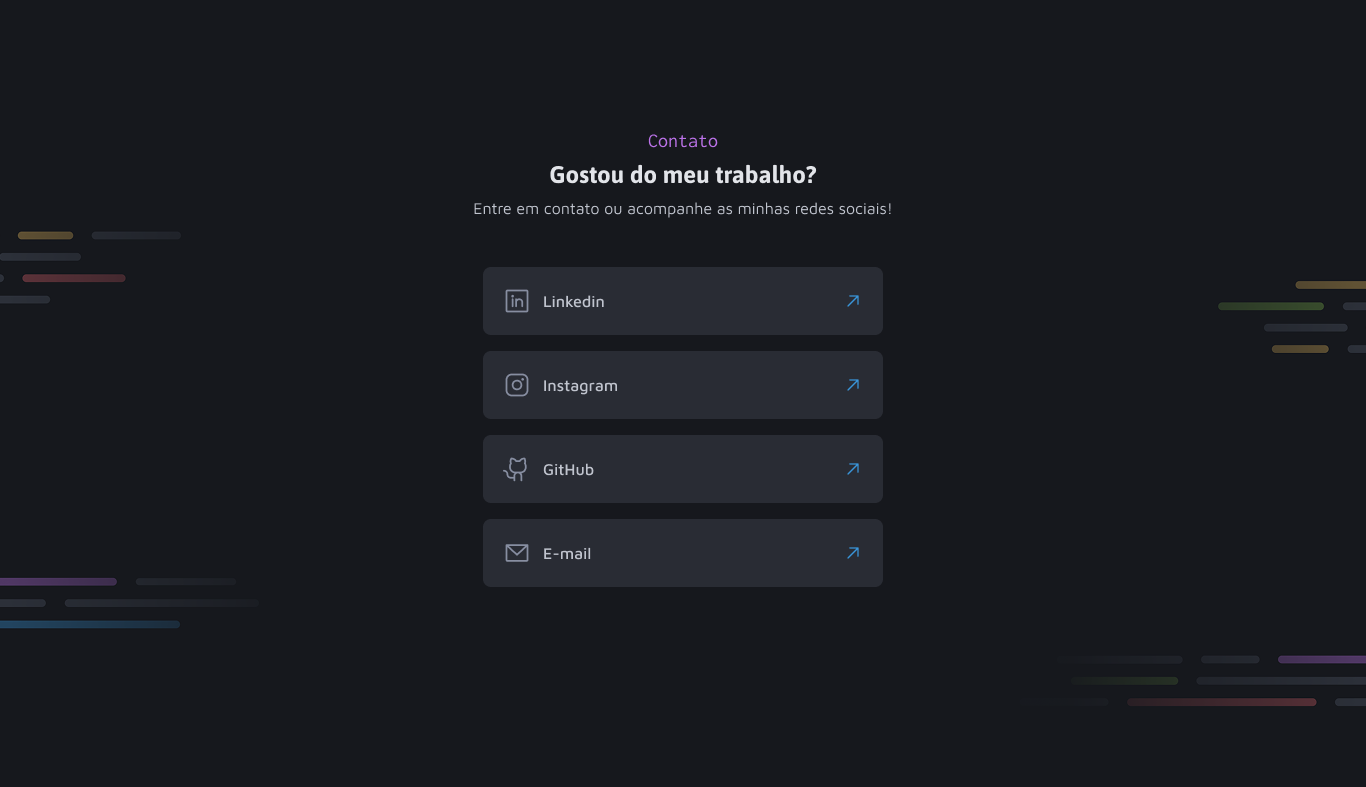 Contato
Gostou do meu trabalho?
Entre em contato ou acompanhe as minhas redes sociais!
Linkedin
Instagram
GitHub
E-mail